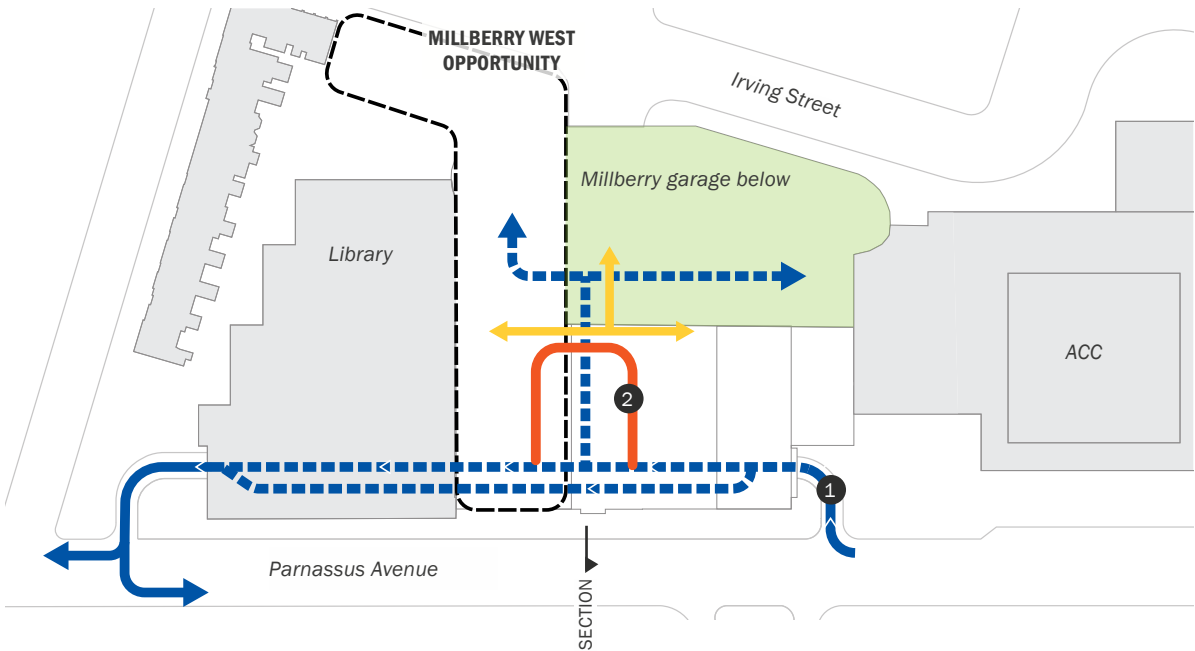 MILLBERRY WEST
OPPORTUNITY
Irving Street
Millberry garage below
Library
ACC
2
1
Parnassus Avenue
SECTION